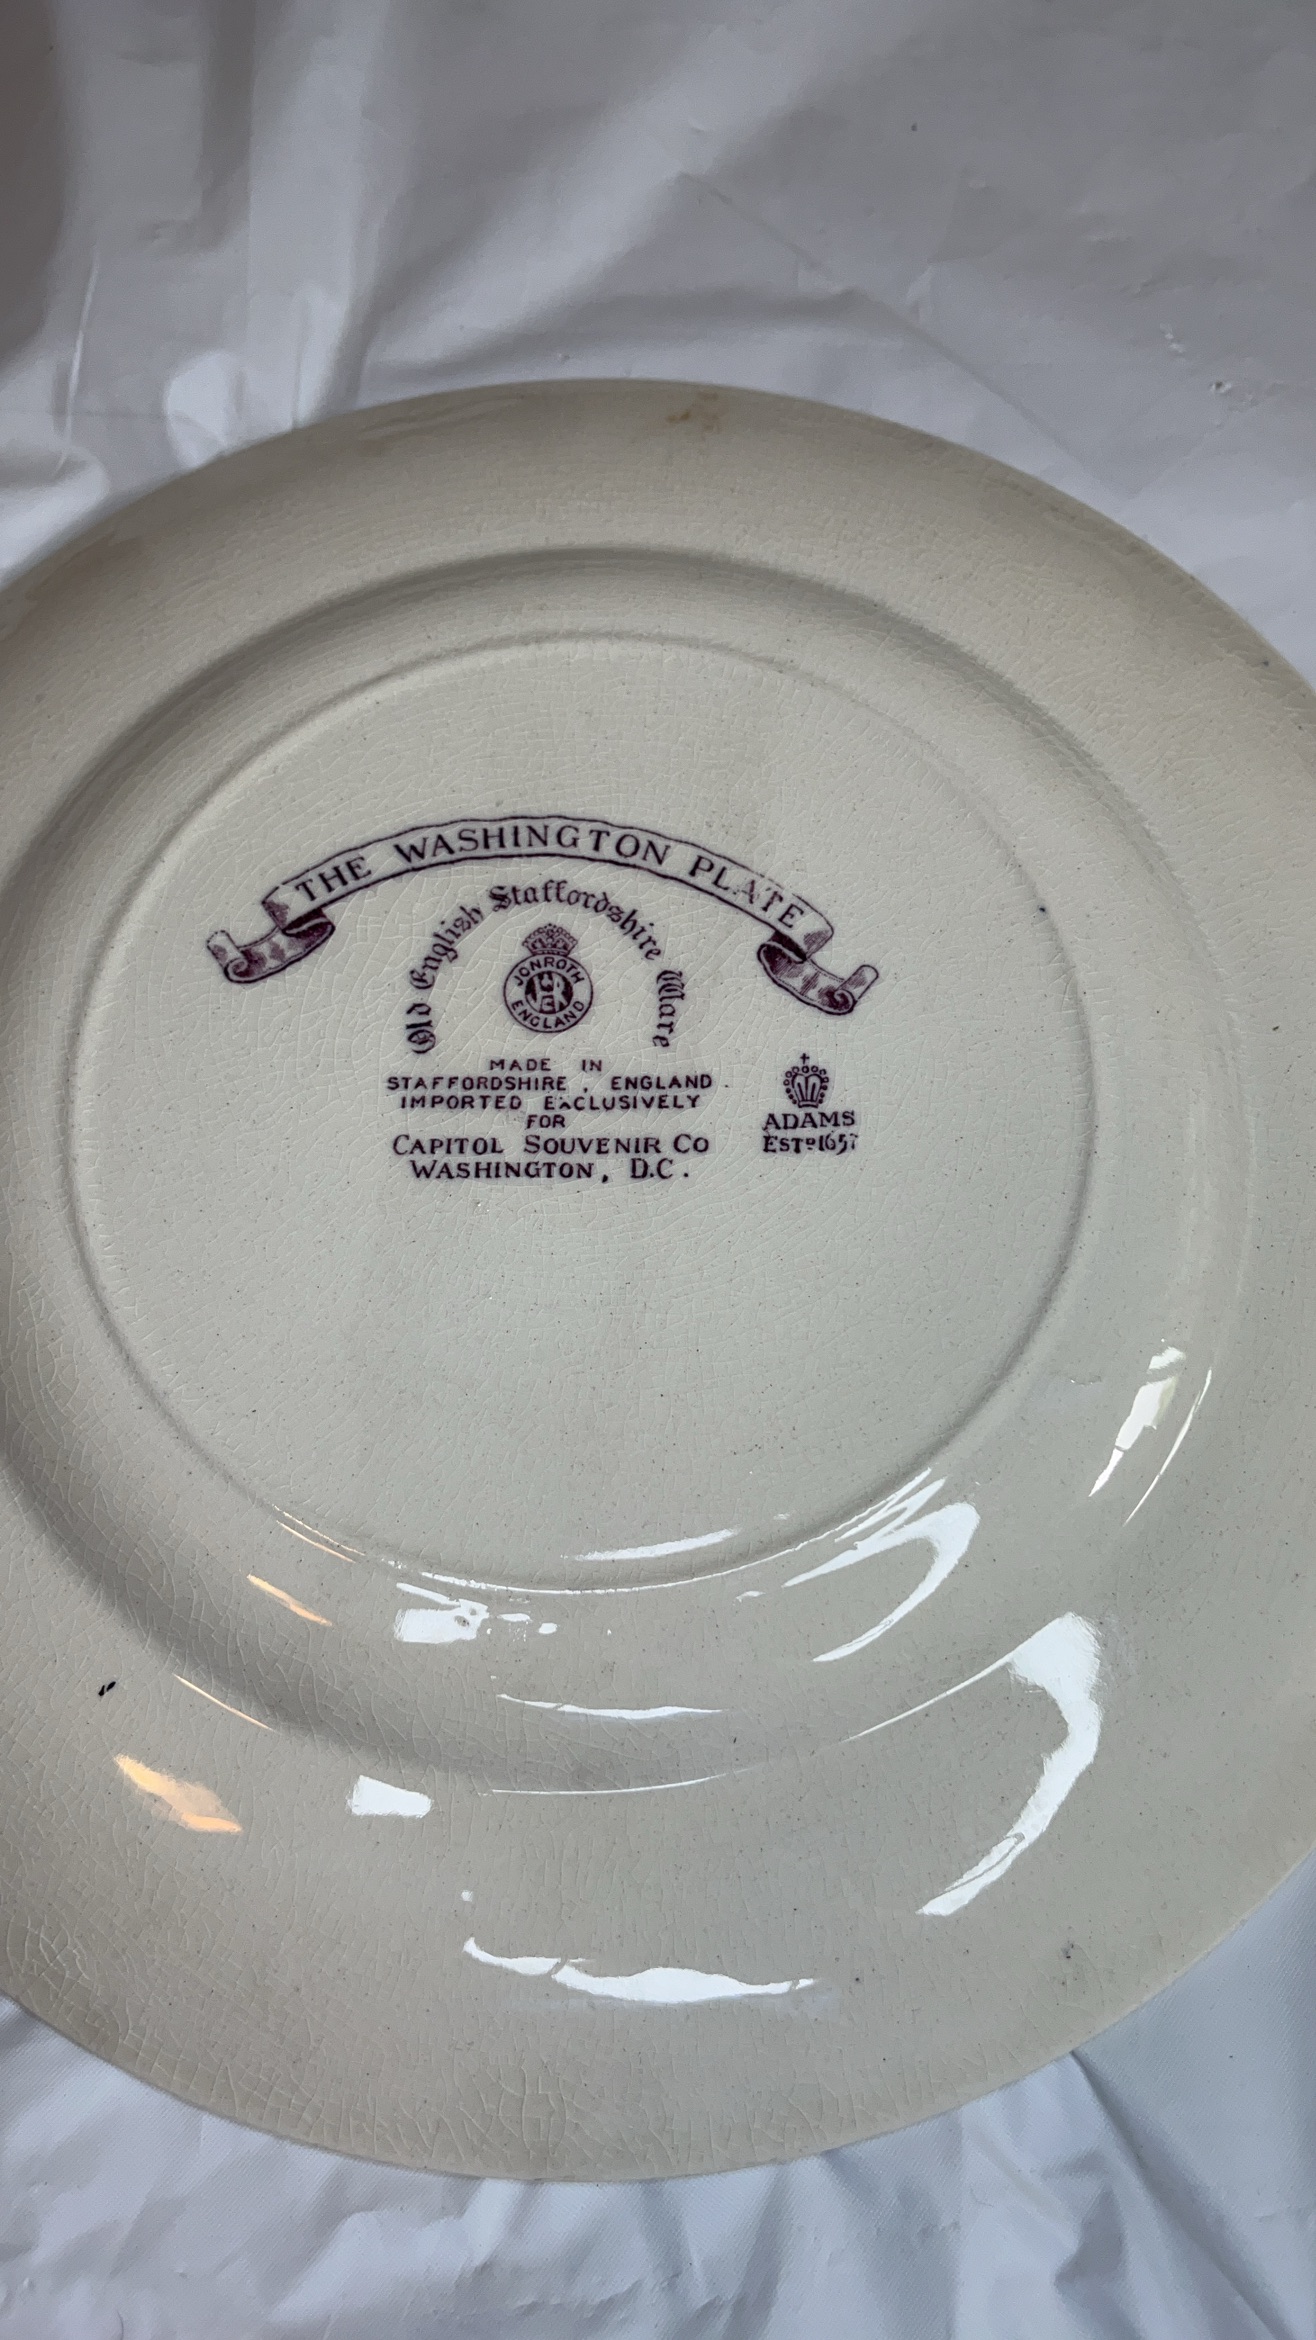 THE WASHINGTON PLATE
Old English Staffordshire Ware
JONROTH
ENGLAND
MADE IN
STAFFORDSHIRE, ENGLAND.
IMPORTED EXCLUSIVELY
FOR
CAPITOL SOUVENIR CO
WASHINGTON, D.C.
ADAMS
ESTD 1657